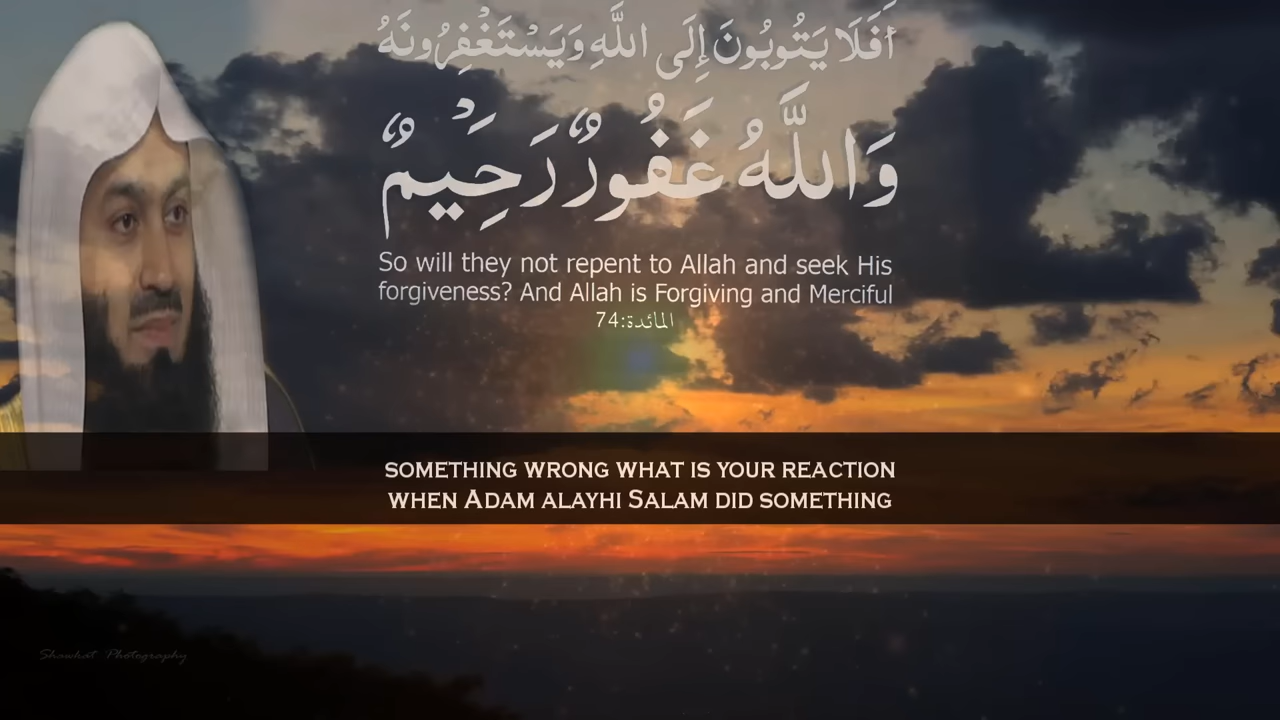 أَفَلَا يَتُوبُونَ إِلَى اللَّهِ وَيَسْتَغْفِرُونَهُ
وَاللَّهُ غَفُورٌ رَحِيمٌ
So will they not repent to Allah and seek His
forgiveness? And Allah is Forgiving and Merciful
المائدة:74
SOMETHING WRONG WHAT IS YOUR REACTION
WHEN ADAM ALAYHI SALAM DID SOMETHING
Shawkat Photography